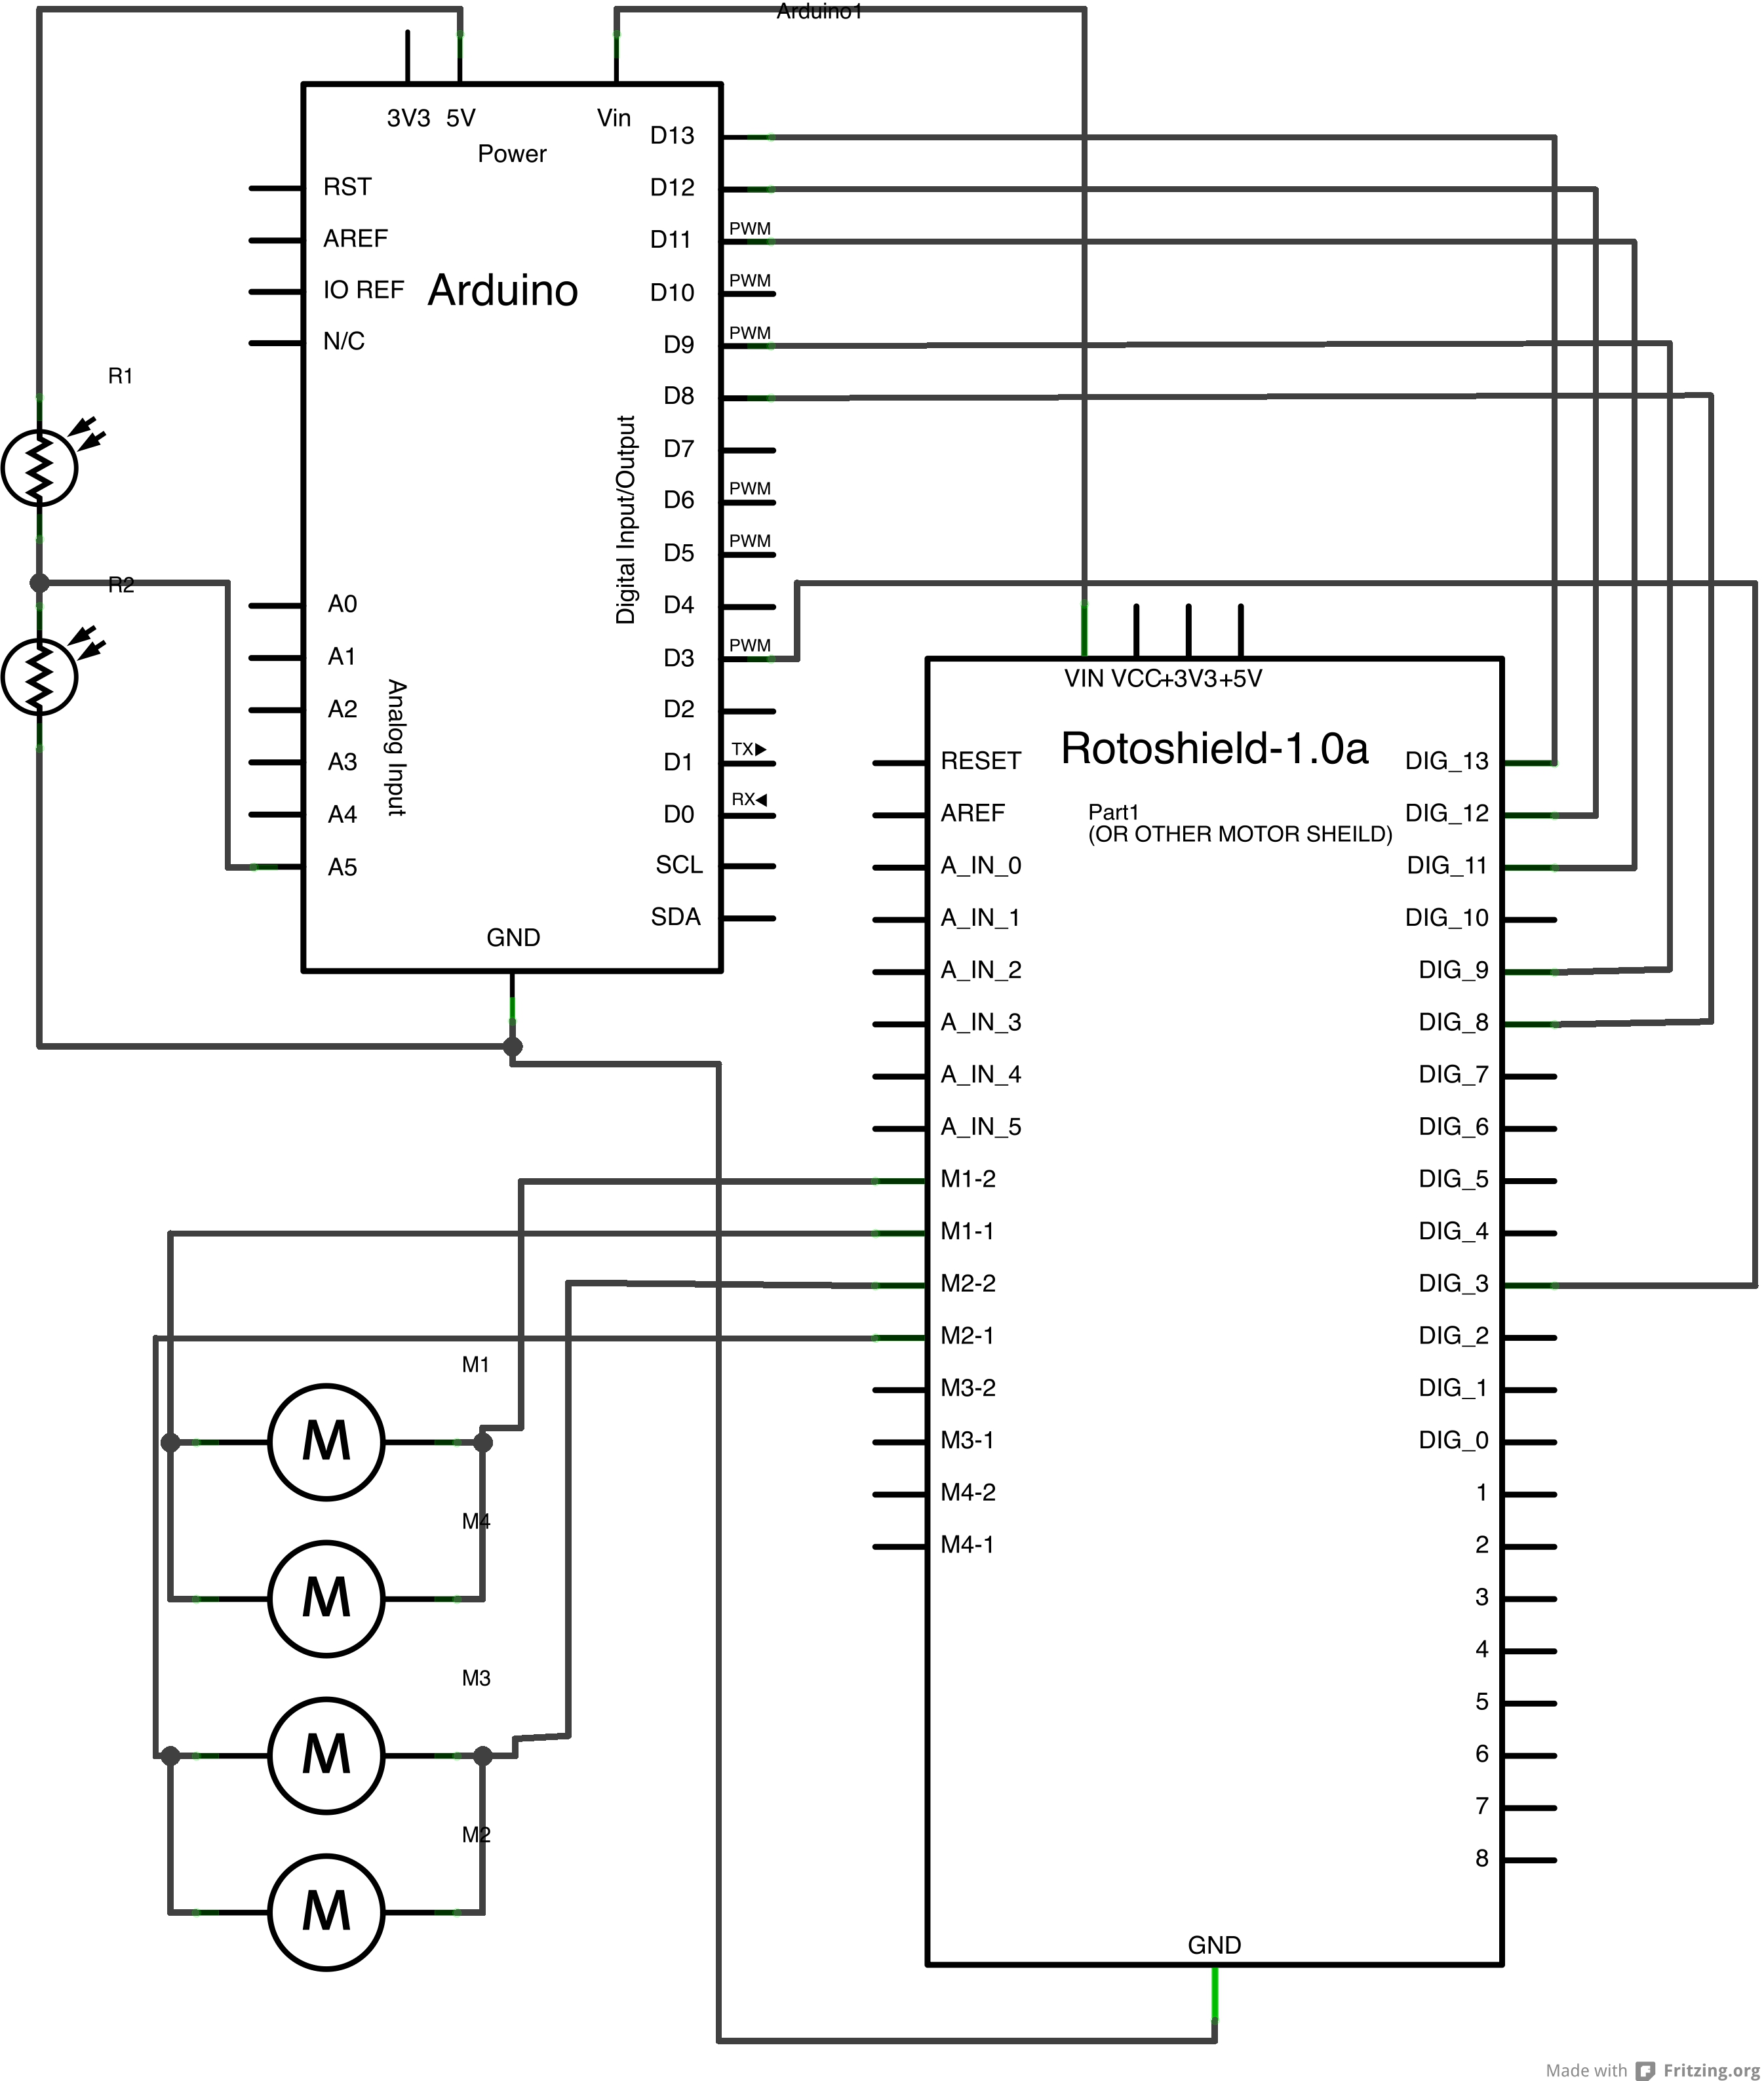 Arduino1
3V3 5V Vin
Power
Arduino
RST
AREF
IO REF
N/C
A0
A1
A2
A3
A4
A5
Analog Input
Digital Input/Output
D13
D12
D11 PWM
D10 PWM
D9 PWM
D8
D7
D6 PWM
D5 PWM
D4
D3 PWM
D2
D1 TX
D0 RX
SCL
SDA
GND
R1
R2
VIN VCC+3V3+5V
Rotoshield-1.0a
Part1
(OR OTHER MOTOR SHEILD)
RESET
AREF
A_IN_0
A_IN_1
A_IN_2
A_IN_3
A_IN_4
A_IN_5
M1-2
M1-1
M2-2
M2-1
M3-2
M3-1
M4-2
M4-1
DIG_13
DIG_12
DIG_11
DIG_10
DIG_9
DIG_8
DIG_7
DIG_6
DIG_5
DIG_4
DIG_3
DIG_2
DIG_1
DIG_0
1
2
3
4
5
6
7
8
GND
M1
M
M4
M
M3
M
M2
M
Made with Fritzing.org